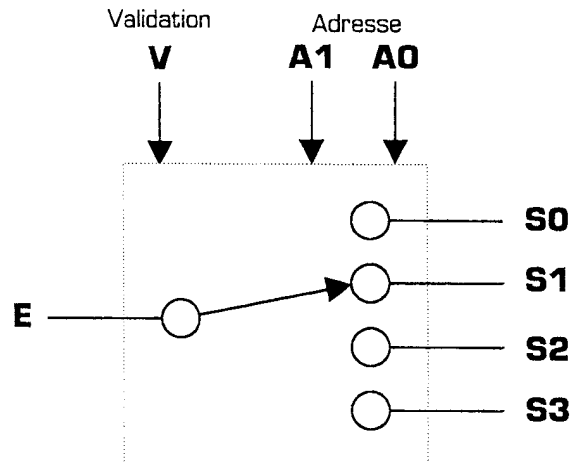 Validation Adresse
V A1 A0
S0
S1
E
S2
S3